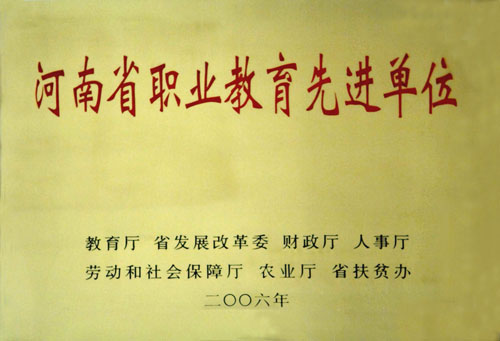 河南省职业教育先进单位
教育厅 省发展改革委 财政厅 人事厅
劳动和社会保障厅 农业厅 省扶贫办
二〇〇六年